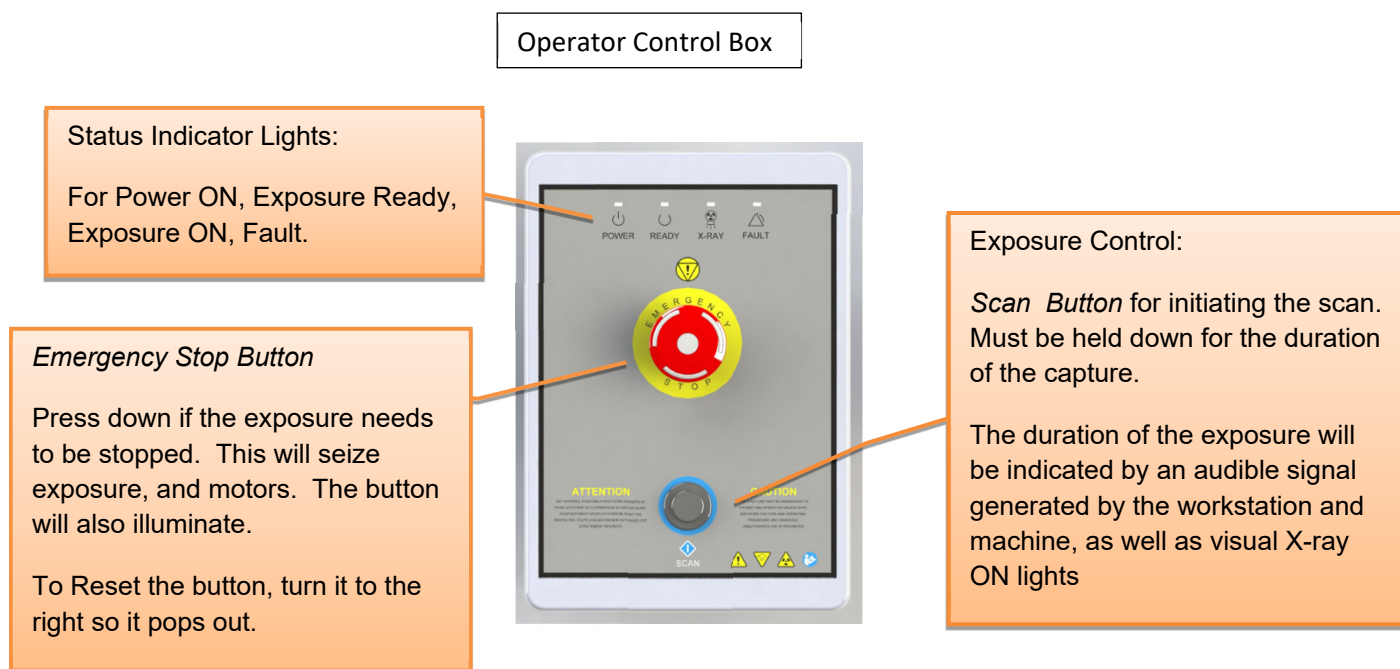 Operator Control Box
Status Indicator Lights:
For Power ON, Exposure Ready,
Exposure ON, Fault.
Emergency Stop Button
Press down if the exposure needs
to be stopped. This will seize
exposure, and motors. The button
will also illuminate.
To Reset the button, turn it to the
right so it pops out.
POWER READY X-RAY FAULT
EMERGENCY
STOP
ATTENTION
CAUTION
SCAN
Exposure Control:
Scan Button for initiating the scan.
Must be held down for the duration
of the capture.
The duration of the exposure will
be indicated by an audible signal
generated by the workstation and
machine, as well as visual X-ray
ON lights